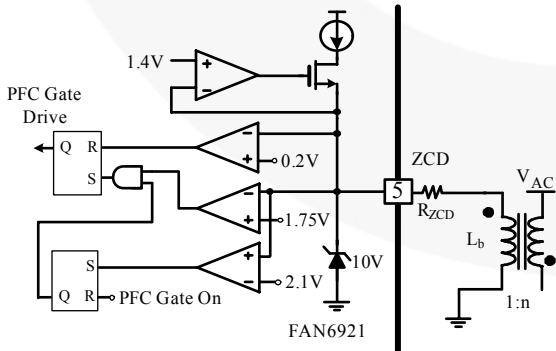 1.4V
PFC Gate
Drive
Q
R
S
0.2V
ZCD
5
R_ZCD
V_AC
1.75V
L_b
S
Q
R
PFC Gate On
2.1V
10V
1:n
FAN6921
+
-
-
+
-
+
+
-